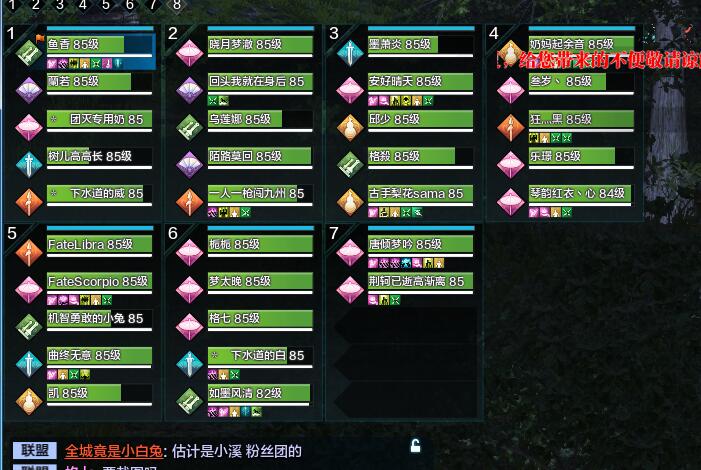 1 2 3 4 5 6 7 8
1
鱼香 85级
蘭若 85级
※ 团灭专用奶 85
树儿高高长 85级
※ 下水道的威 85
2
晓月梦澈 85级
回头我就在身后 85
乌莲娜 85级
陌路莫回 85级
一人一枪闯九州 85
3
墨萧炎 85级
安好晴天 85级
邱少 85级
格殺 85级
古手梨花sama 85
4
奶妈起余音 85级
给您带来的不便敬请谅
叁岁丶 85级
狂灬黑 85级
乐璟 85级
琴韵红衣丶心 84级
5
FateLibra 85级
FateScorpio 85级
机智勇敢的小兔 85
曲终无意 85级
凯 85级
6
栀栀 85级
梦太晚 85级
格七 85级
※ 下水道的白 85
如墨风清 82级
7
唐倾梦吟 85级
荆轲已逝高渐离 85
联盟 全城竟是小白兔: 估计是小溪 粉丝团的
联盟